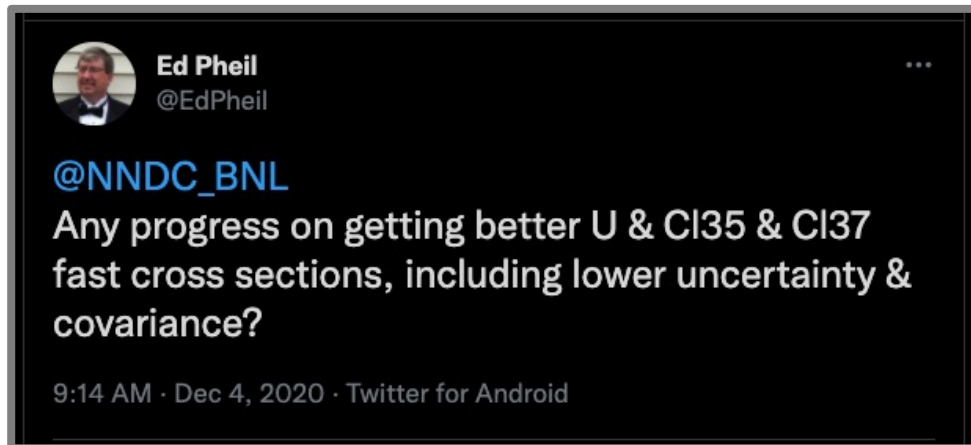 Ed Pheil
@EdPheil
@NNDC_BNL
Any progress on getting better U & Cl35 & Cl37
fast cross sections, including lower uncertainty &
covariance?
9:14 AM · Dec 4, 2020 · Twitter for Android